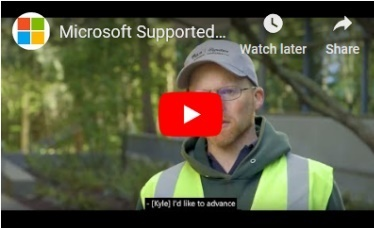 Microsoft Supported...
Watch later
Share
- [Kyle] I'd like to advance